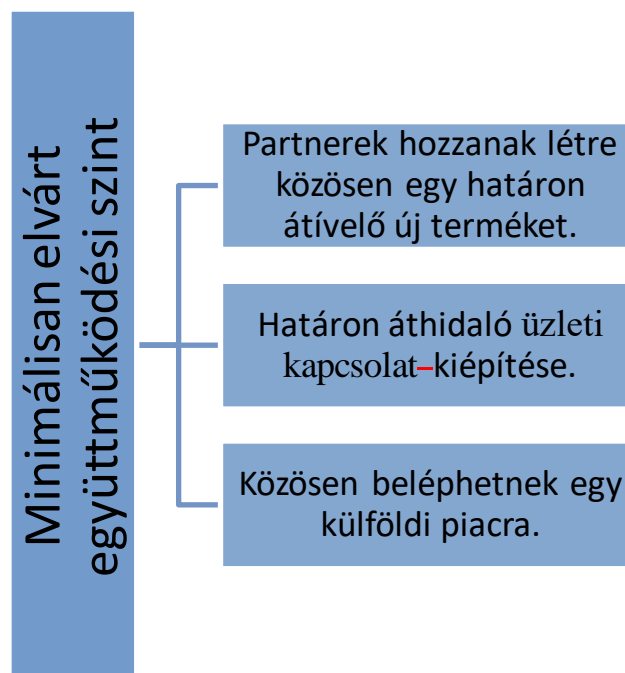 Minimálisan elvárt
együttműködési szint
Partnerek hozzanak létre
közösen egy határon
átívelő új terméket.
Határon áthidaló üzleti
kapcsolat–kiépítése.
Közösen beléphetnek egy
külföldi piacra.